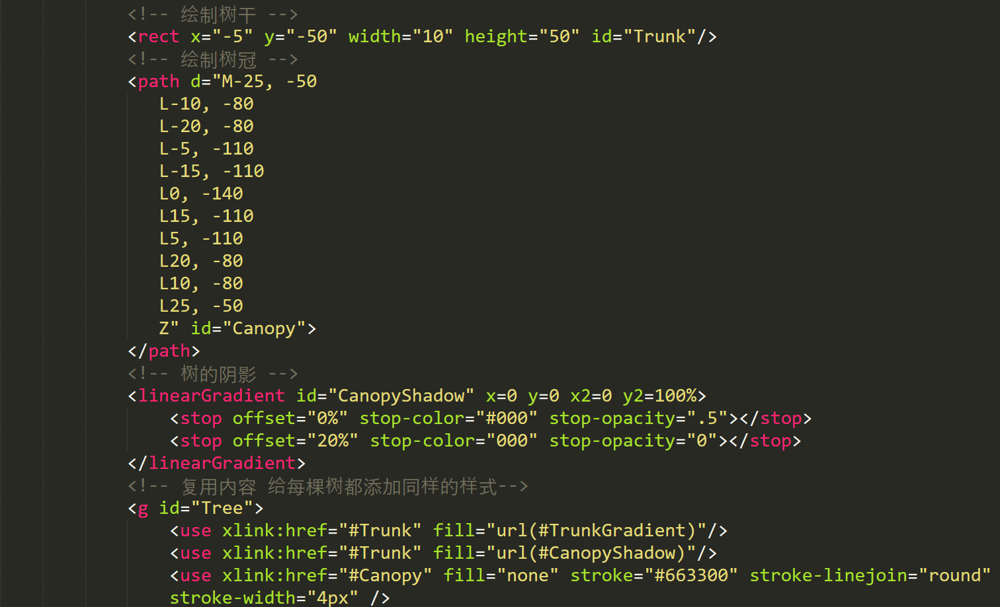 <!-- 绘制树干 -->
<rect x="-5" y="-50" width="10" height="50" id="Trunk"/>
<!-- 绘制树冠 -->
<path d="M-25, -50
L-10, -80
L-20, -80
L-5, -110
L-15, -110
L0, -140
L15, -110
L5, -110
L20, -80
L10, -80
L25, -50
Z" id="Canopy">
</path>
<!-- 树的阴影 -->
<linearGradient id="CanopyShadow" x=0 y=0 x2=0 y2=100%>
<stop offset="0%" stop-color="#000" stop-opacity=".5"></stop>
<stop offset="20%" stop-color="000" stop-opacity="0"></stop>
</linearGradient>
<!-- 复用内容 给每棵树都添加同样的样式-->
<g id="Tree">
<use xlink:href="#Trunk" fill="url(#TrunkGradient)"/>
<use xlink:href="#Trunk" fill="url(#CanopyShadow)"/>
<use xlink:href="#Canopy" fill="none" stroke="#663300" stroke-linejoin="round"
stroke-width="4px" />